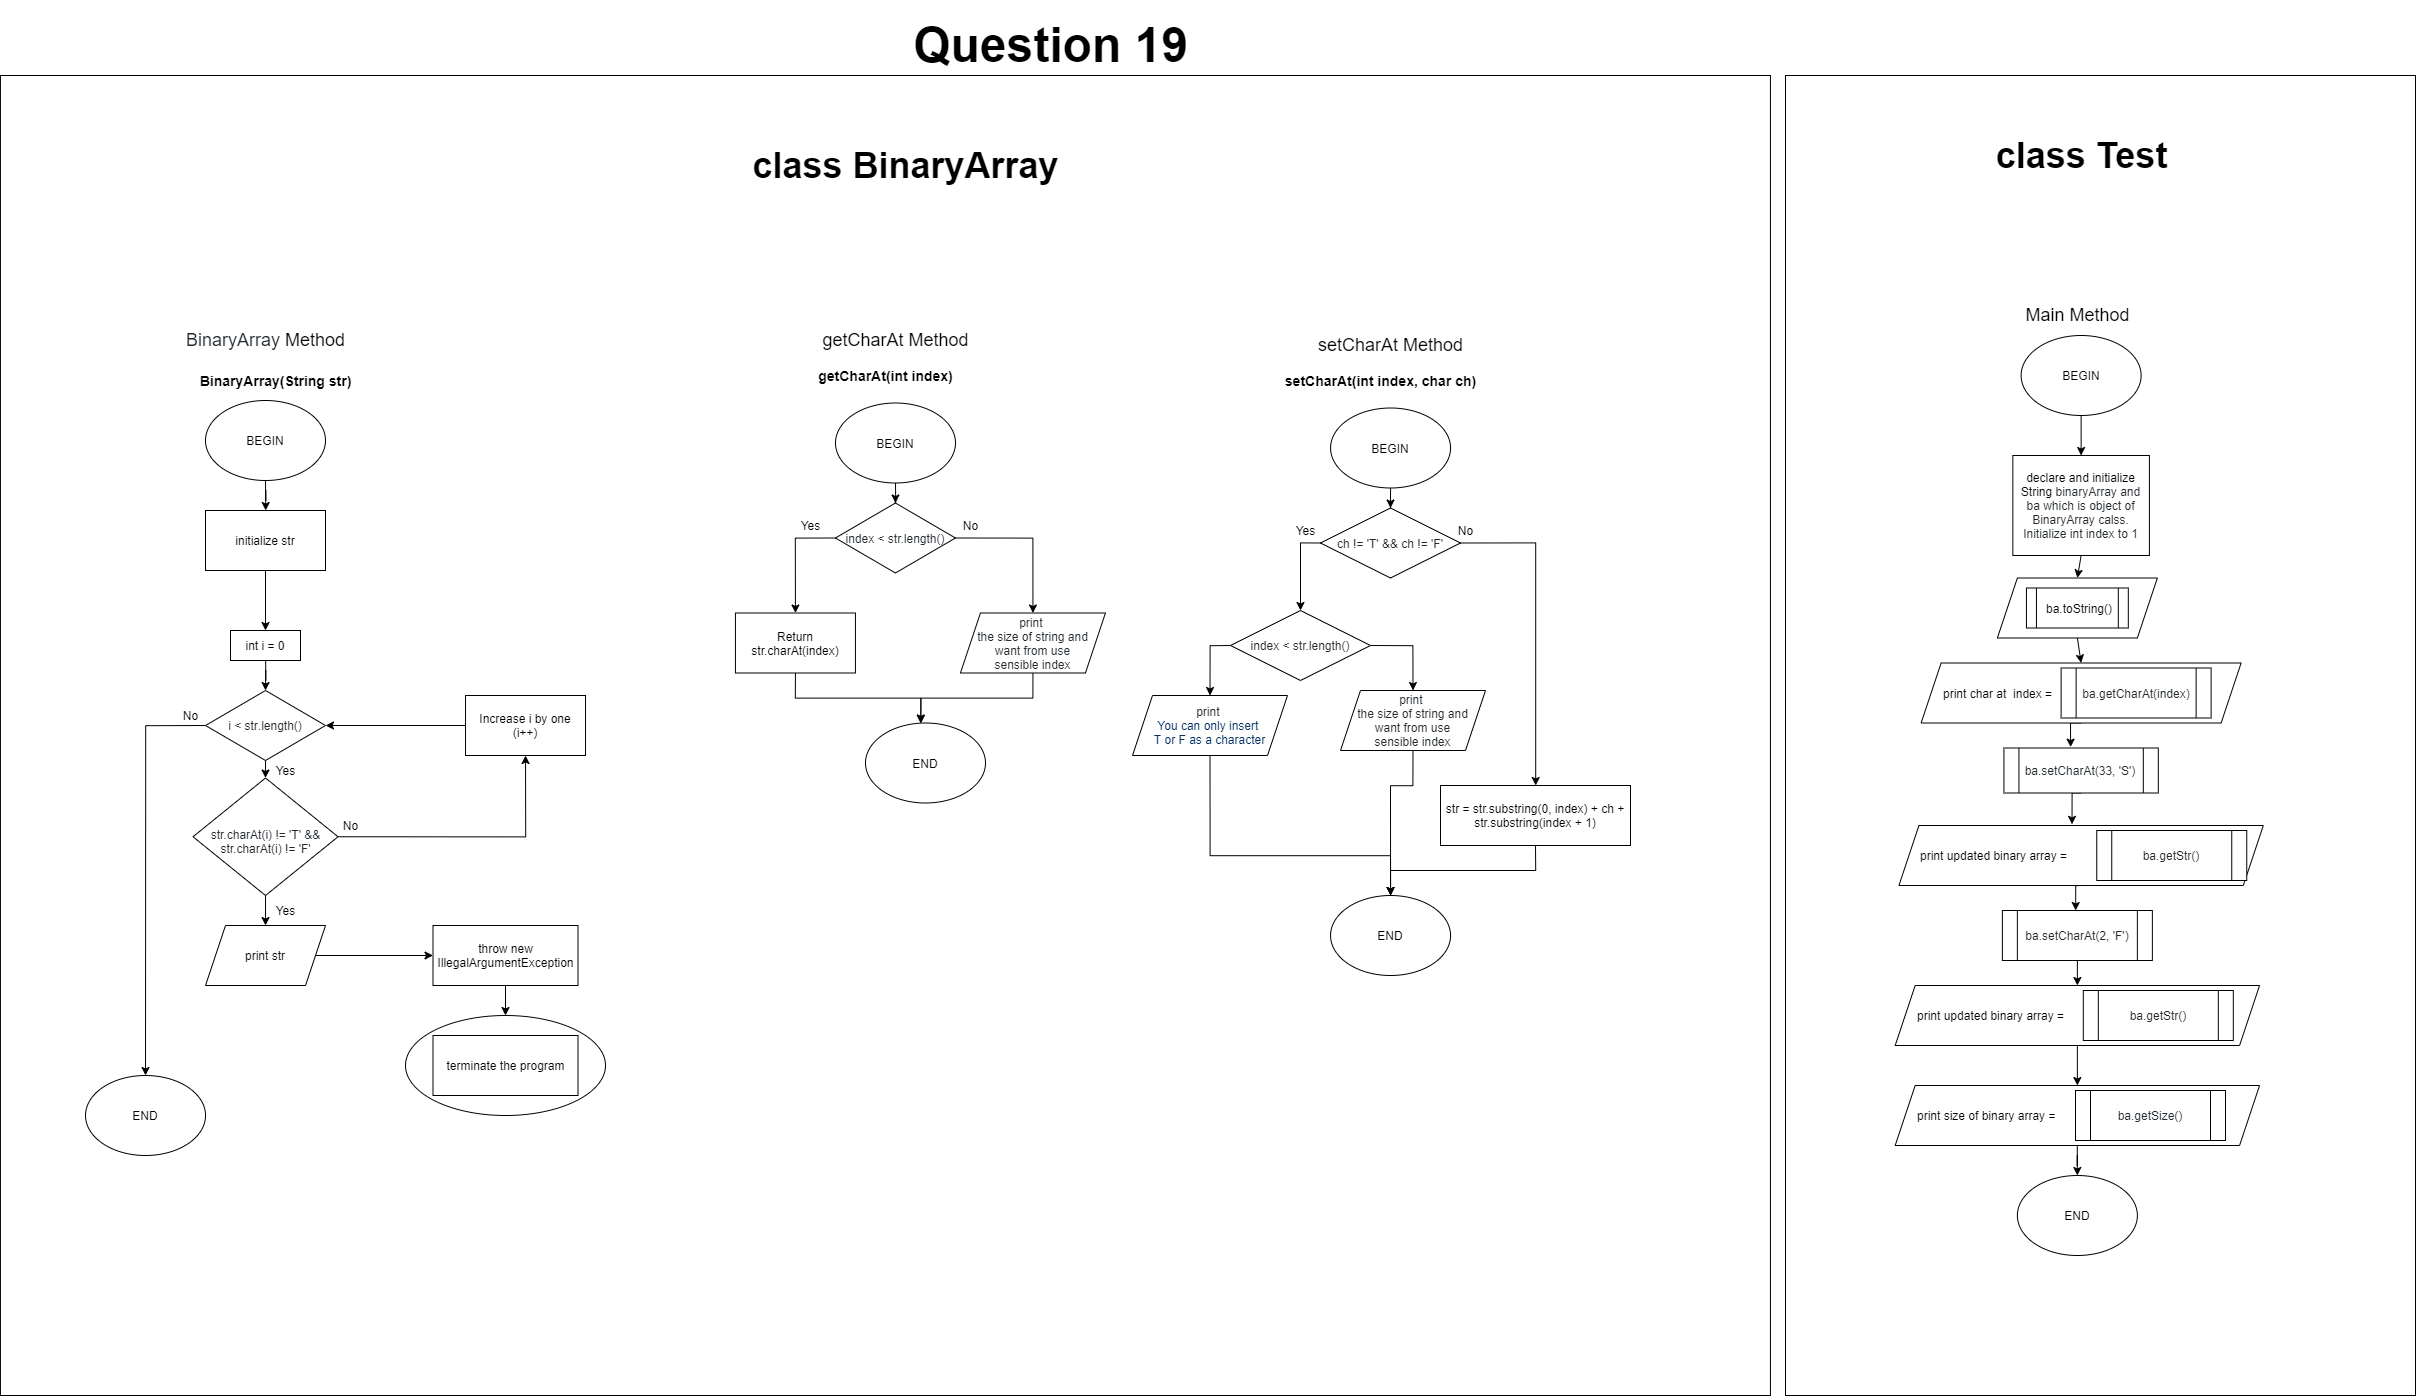 Question 19
class BinaryArray
BinaryArray Method
BinaryArray(String str)
BEGIN
initialize str
int i = 0
i < str.length()
No
Yes
Increase i by one
(i++)
str.charAt(i) != 'T' &&
str.charAt(i) != 'F'
No
Yes
print str
throw new
IllegalArgumentException
terminate the program
END
getCharAt Method
getCharAt(int index)
BEGIN
index < str.length()
Yes
No
Return
str.charAt(index)
print
the size of string and
want from use
sensible index
END
setCharAt Method
setCharAt(int index, char ch)
BEGIN
ch != 'T' && ch != 'F'
Yes
No
index < str.length()
print
You can only insert
T or F as a character
print
the size of string and
want from use
sensible index
str = str.substring(0, index) + ch +
str.substring(index + 1)
END
class Test
Main Method
BEGIN
declare and initialize
String binaryArray and
ba which is object of
BinaryArray calss.
Initialize int index to 1
ba.toString()
print char at index = ba.getCharAt(index)
ba.setCharAt(33, 'S')
print updated binary array = ba.getStr()
ba.setCharAt(2, 'F')
print updated binary array = ba.getStr()
print size of binary array = ba.getSize()
END